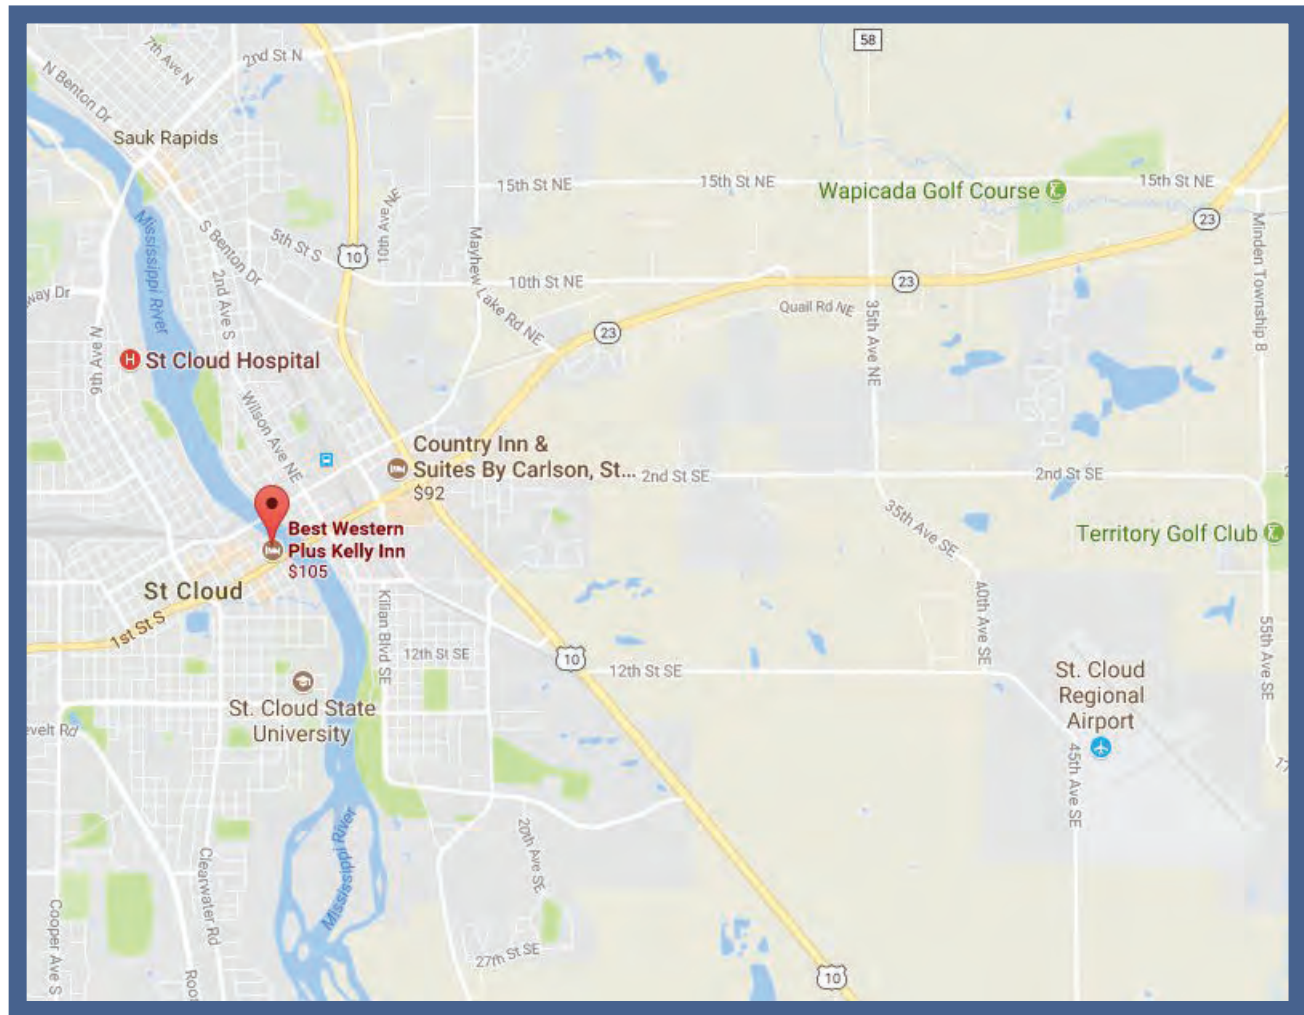 58
7th Ave N
2nd St N
N Benton Dr
Sauk Rapids
15th St NE
15th St NE
Wapicada Golf Course
15th St NE
10th Ave NE
Mississippi River
S Benton Dr
5th St S
10
Mayhew Lake Rd NE
23
Minden Township 8
2nd Ave S
10th St NE
23
way Dr
Quail Rd NE
35th Ave NE
23
9th Ave N
H
St Cloud Hospital
Wilson Ave NE
Country Inn &
Suites By Carlson, St...
$92
2nd St SE
2nd St SE
2
35th Ave SE
Territory Golf Club
Best Western
Plus Kelly Inn
$105
St Cloud
1st St S
Kilian Blvd SE
40th Ave SE
55th Ave SE
12th St SE
10
12th St SE
St. Cloud
Regional
Airport
St. Cloud State
University
evelt Rd
45th Ave SE
17
Mississippi River
20th Ave SE
Clearwater Rd
Cooper Ave S
27th St SE
Roo
10